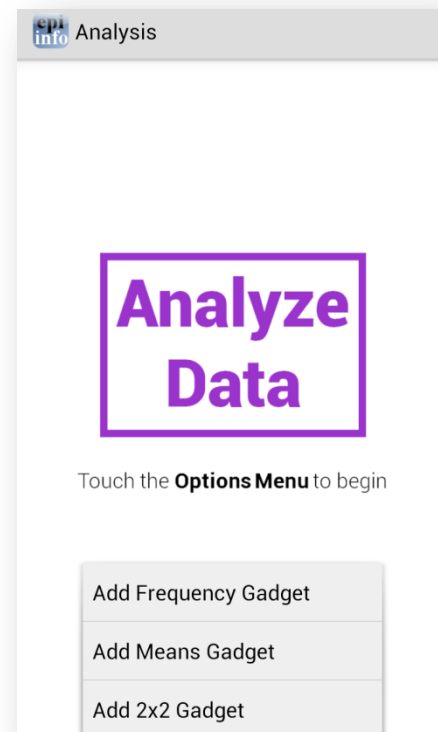 epi
info
Analysis
Analyze
Data
Touch the Options Menu to begin
Add Frequency Gadget
Add Means Gadget
Add 2x2 Gadget